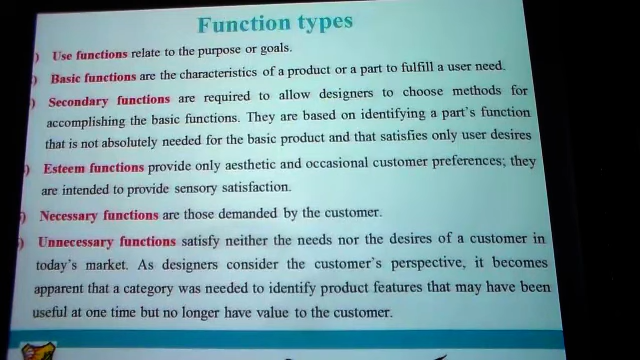 Function types
) Use functions relate to the purpose or goals.
) Basic functions are the characteristics of a product or a part to fulfill a user need.
) Secondary functions are required to allow designers to choose methods for
accomplishing the basic functions. They are based on identifying a part's function
that is not absolutely needed for the basic product and that satisfies only user desires
) Esteem functions provide only aesthetic and occasional customer preferences; they
are intended to provide sensory satisfaction.
) Necessary functions are those demanded by the customer.
) Unnecessary functions satisfy neither the needs nor the desires of a customer in
today's market. As designers consider the customer's perspective, it becomes
apparent that a category was needed to identify product features that may have been
useful at one time but no longer have value to the customer.